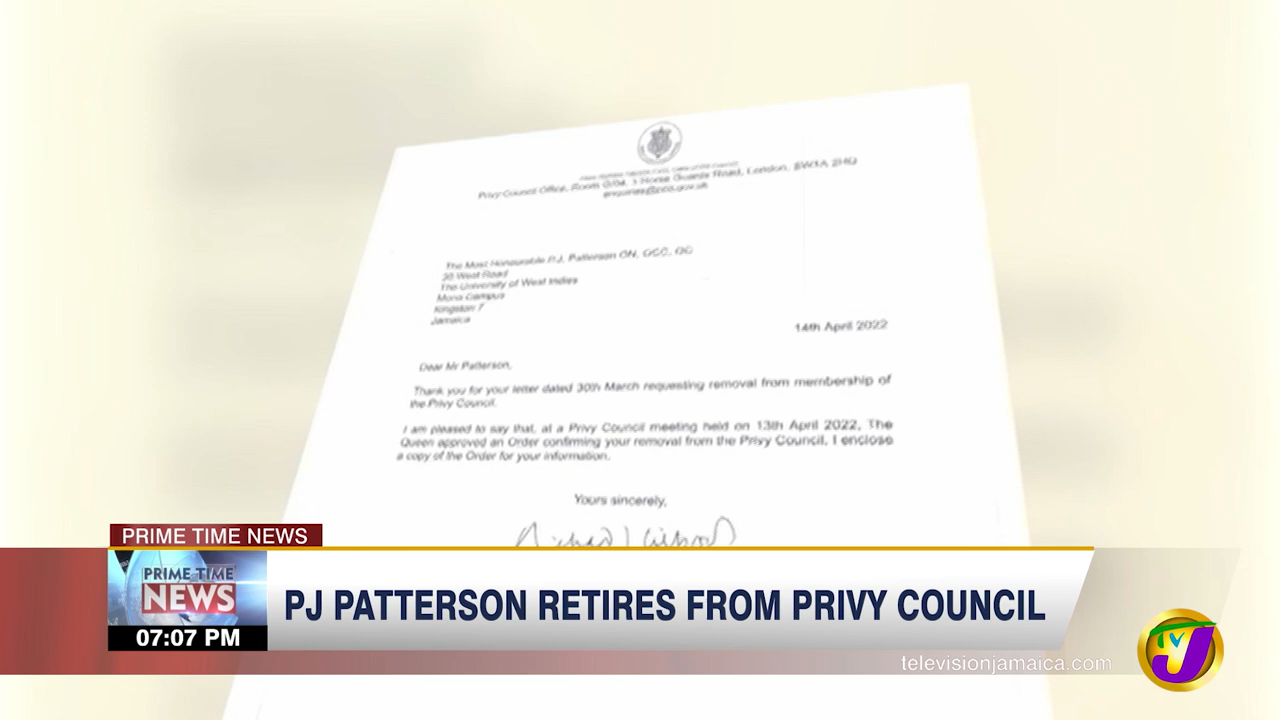 Privy Council Office, Room G/04, 1 Horse Guards Road, London, SW1A 2HQ
enquiries@pco.gov.uk
The Most Honourable P.J. Patterson ON, OCC, QC
The University of West Indies
Mona Campus
Kingston 7
Jamaica
14th April 2022
Dear Mr Patterson,
Thank you for your letter dated 30th March requesting removal from membership of
the Privy Council.
I am pleased to say that, at a Privy Council meeting held on 13th April 2022, The
Queen approved an Order confirming your removal from the Privy Council. I enclose
a copy of the Order for your information.
Yours sincerely,
PRIME TIME NEWS
PRIME TIME
NEWS
07:07 PM
PJ PATTERSON RETIRES FROM PRIVY COUNCIL
televisionjamaica.com
TVJ